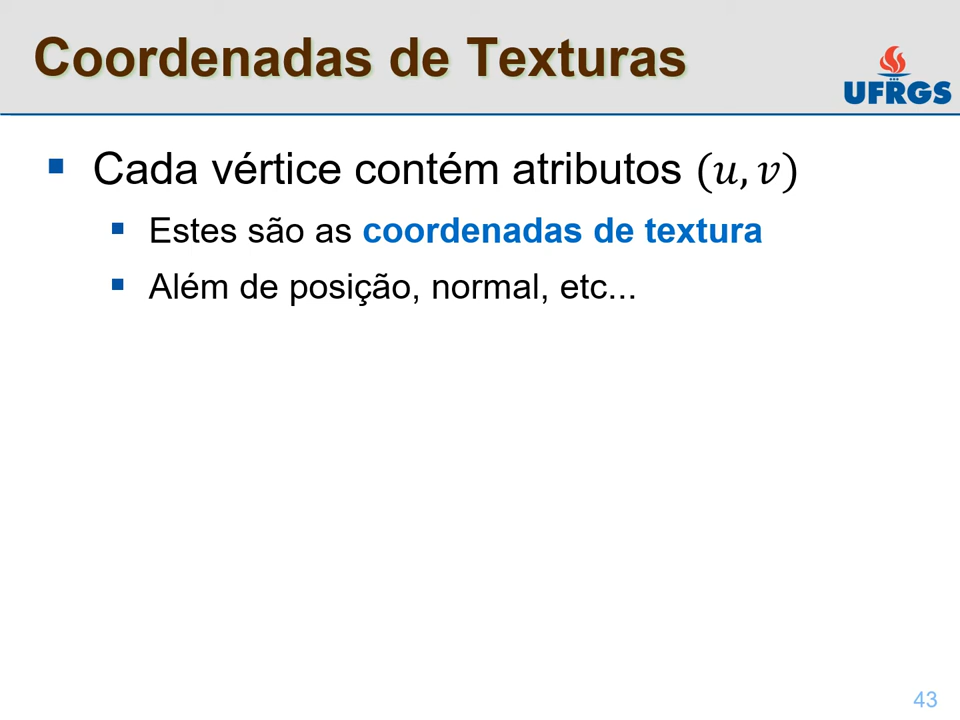 Coordenadas de Texturas
UFRGS
Cada vértice contém atributos (𝑢, 𝑣)
Estes são as coordenadas de textura
Além de posição, normal, etc...
43